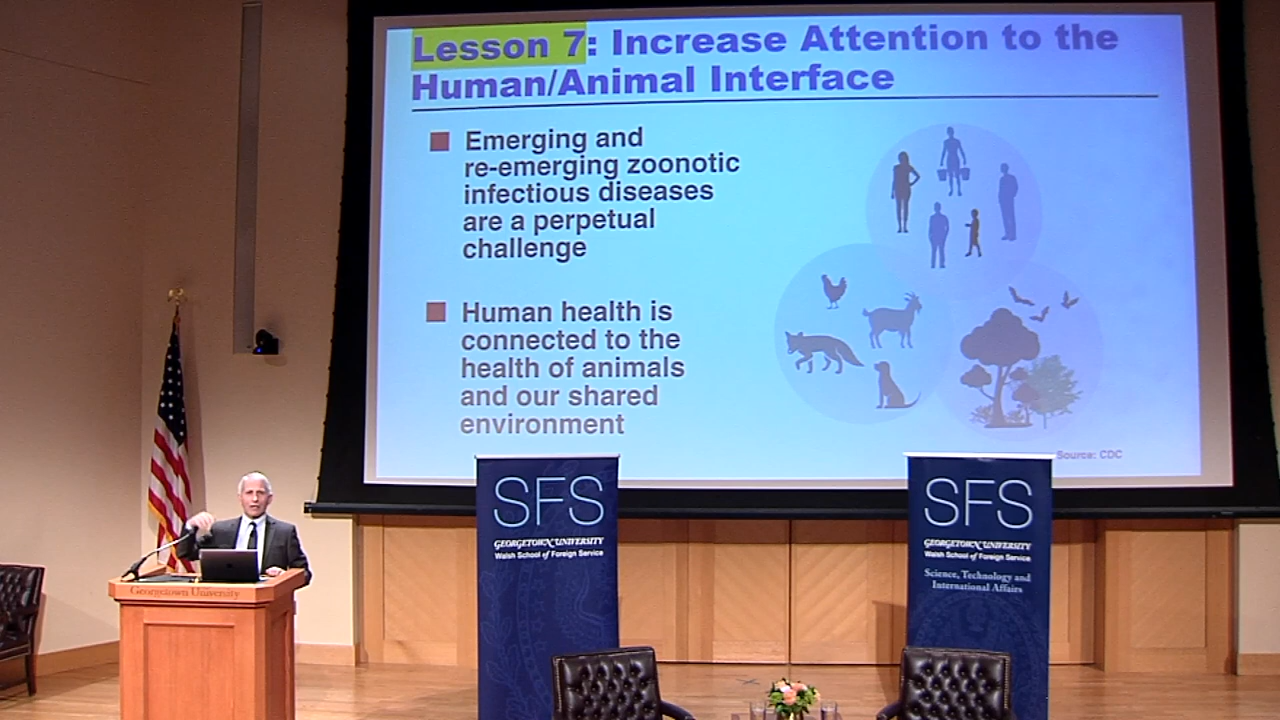 Lesson 7: Increase Attention to the
Human/Animal Interface
Emerging and
re-emerging zoonotic
infectious diseases
are a perpetual
challenge
Human health is
connected to the
health of animals
and our shared
environment
Source: CDC
SFS
GEORGETOWN UNIVERSITY
Walsh School of Foreign Service
SFS
GEORGETOWN UNIVERSITY
Walsh School of Foreign Service
Science, Technology and
International Affairs
Georgetown University